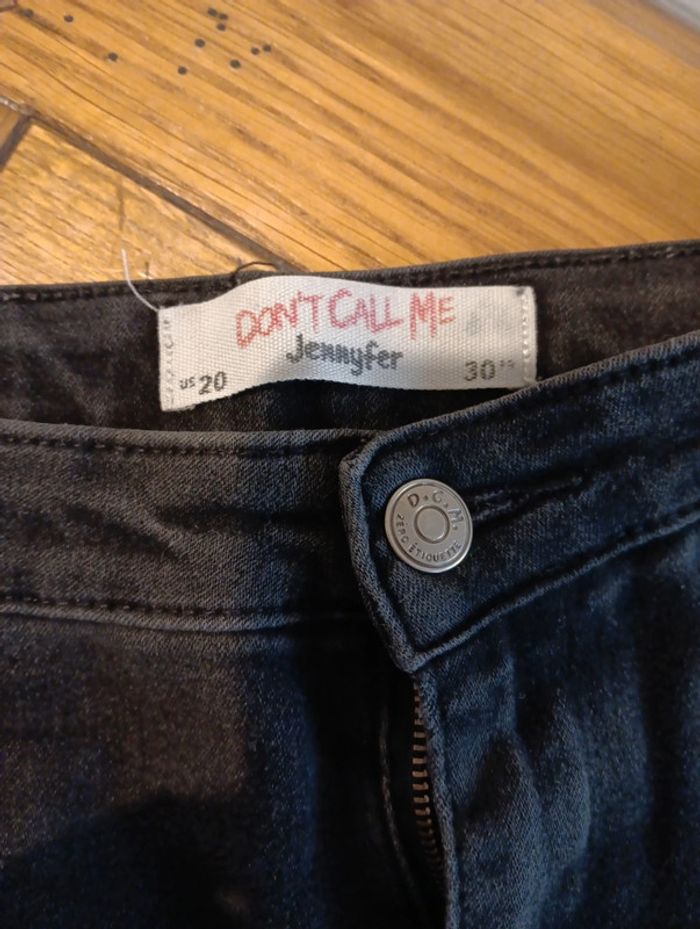 DON'T CALL ME
Jennyfer
US 20
30
D.C.M.
ZERO ÉTIQUETTE